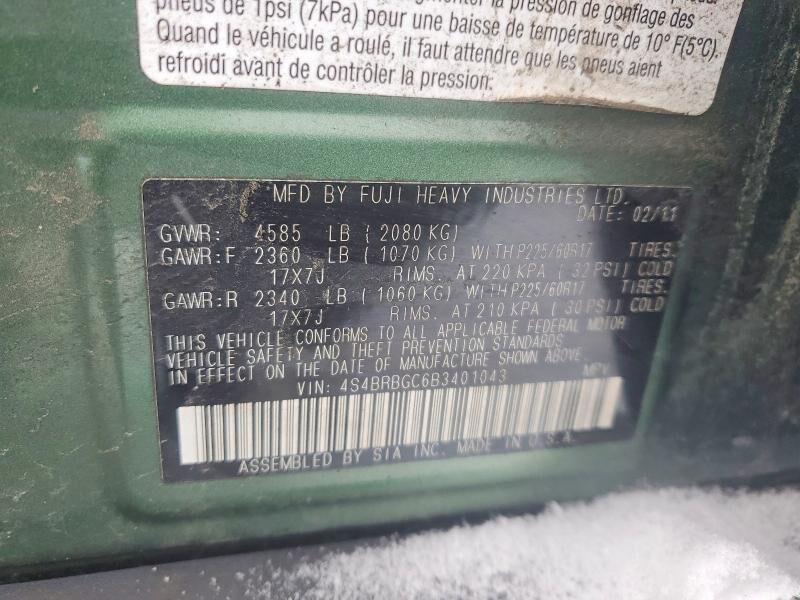 la pression de gonflage des
pneus de 1psi (7kPa) pour une baisse de température de 10° F(5°C).
Quand le véhicule a roulé, il faut attendre que les pneus aient
refroidi avant de contrôler la pression.
MFD BY FUJI HEAVY INDUSTRIES LTD.
DATE: 02/11
GVWR: 4585 LB ( 2080 KG)
GAWR:F 2360 LB ( 1070 KG) WITH P225/60R17 TIRES.
17X7J RIMS. AT 220 KPA ( 32 PSI) COLD
GAWR:R 2340 LB ( 1060 KG) WITH P225/60R17 TIRES.
17X7J RIMS. AT 210 KPA ( 30 PSI) COLD
THIS VEHICLE CONFORMS TO ALL APPLICABLE FEDERAL MOTOR
VEHICLE SAFETY AND THEFT PREVENTION STANDARDS
IN EFFECT ON THE DATE OF MANUFACTURE SHOWN ABOVE.
VIN: 4S4BRBGC6B3401043 MPV
ASSEMBLED BY SIA INC. MADE IN U.S.A.